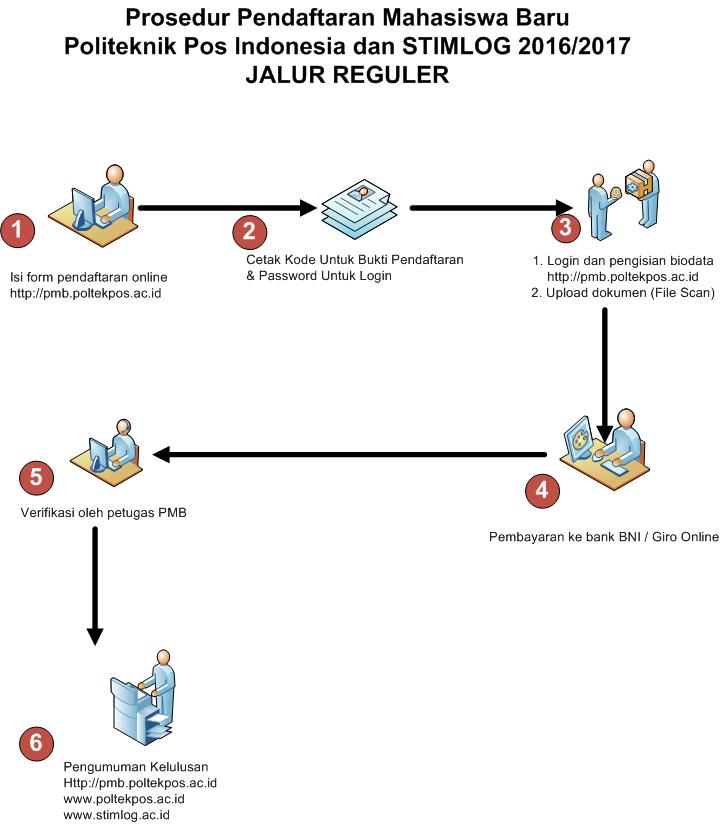 Prosedur Pendaftaran Mahasiswa Baru
Politeknik Pos Indonesia dan STIMLOG 2016/2017
JALUR REGULER
1
Isi form pendaftaran online
http://pmb.poltekpos.ac.id
2
Cetak Kode Untuk Bukti Pendaftaran
& Password Untuk Login
3
1. Login dan pengisian biodata
http://pmb.poltekpos.ac.id
2. Upload dokumen (File Scan)
4
Pembayaran ke bank BNI / Giro Online
5
Verifikasi oleh petugas PMB
6
Pengumuman Kelulusan
Http://pmb.poltekpos.ac.id
www.poltekpos.ac.id
www.stimlog.ac.id